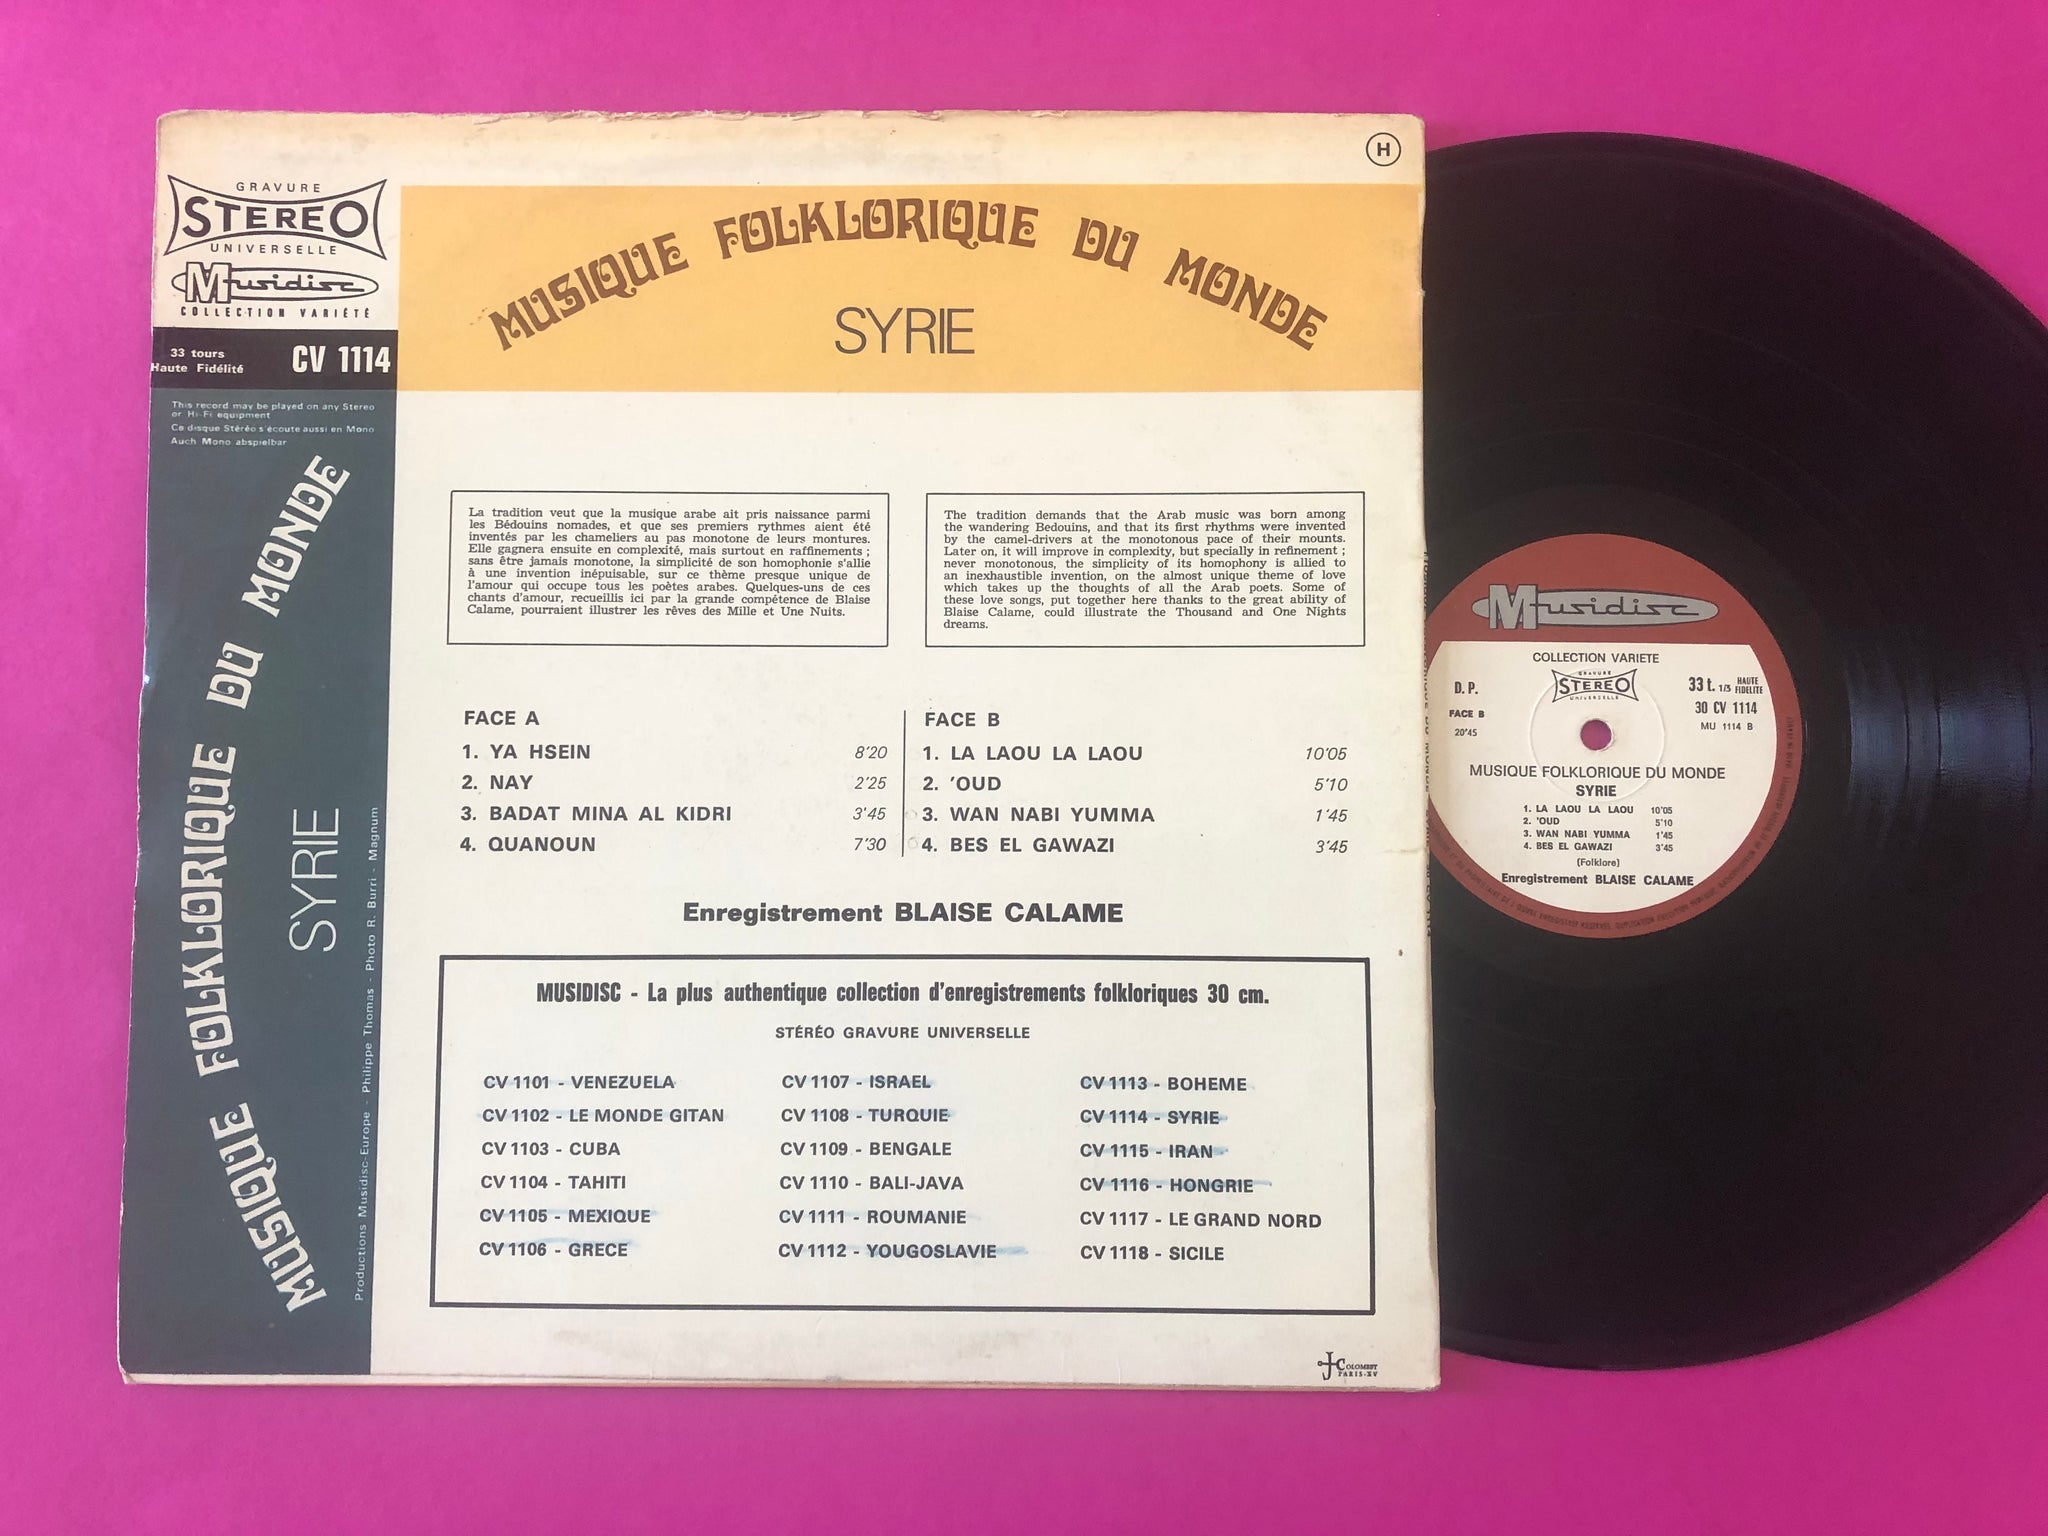 H
GRAVURE
STEREO
UNIVERSELLE
Musidisc
COLLECTION VARIÉTÉ
33 tours
Haute Fidélité
CV 1114
This record may be played on any Stereo
or Hi-Fi equipment
Ce disque Stéréo s'écoute aussi en Mono
Auch Mono abspielbar
MUSIQUE FOLKLORIQUE DU MONDE
SYRIE
Productions Musidisc-Europe - Philippe Thomas - Photo R. Burri - Magnum
MUSIQUE FOLKLORIQUE DU MONDE
SYRIE
La tradition veut que la musique arabe ait pris naissance parmi
les Bédouins nomades, et que ses premiers rythmes aient été
inventés par les chameliers au pas monotone de leurs montures.
Elle gagnera ensuite en complexité, mais surtout en raffinements ;
sans être jamais monotone, la simplicité de son homophonie s'allie
à une invention inépuisable, sur ce thème presque unique de
l'amour qui occupe tous les poètes arabes. Quelques-uns de ces
chants d'amour, recueillis ici par la grande compétence de Blaise
Calame, pourraient illustrer les rêves des Mille et Une Nuits.
The tradition demands that the Arab music was born among
the wandering Bedouins, and that its first rhythms were invented
by the camel-drivers at the monotonous pace of their mounts.
Later on, it will improve in complexity, but specially in refinement ;
never monotonous, the simplicity of its homophony is allied to
an inexhaustible invention, on the almost unique theme of love
which takes up the thoughts of all the Arab poets. Some of
these love songs, put together here thanks to the great ability of
Blaise Calame, could illustrate the Thousand and One Nights
dreams.
FACE A
1. YA HSEIN 8'20
2. NAY 2'25
3. BADAT MINA AL KIDRI 3'45
4. QUANOUN 7'30
FACE B
1. LA LAOU LA LAOU 10'05
2. 'OUD 5'10
3. WAN NABI YUMMA 1'45
4. BES EL GAWAZI 3'45
Enregistrement BLAISE CALAME
MUSIDISC - La plus authentique collection d'enregistrements folkloriques 30 cm.
STÉRÉO GRAVURE UNIVERSELLE
CV 1101 - VENEZUELA
CV 1102 - LE MONDE GITAN
CV 1103 - CUBA
CV 1104 - TAHITI
CV 1105 - MEXIQUE
CV 1106 - GRECE
CV 1107 - ISRAEL
CV 1108 - TURQUIE
CV 1109 - BENGALE
CV 1110 - BALI-JAVA
CV 1111 - ROUMANIE
CV 1112 - YOUGOSLAVIE
CV 1113 - BOHEME
CV 1114 - SYRIE
CV 1115 - IRAN
CV 1116 - HONGRIE
CV 1117 - LE GRAND NORD
CV 1118 - SICILE
J COLOMBET
PARIS-XV
Musidisc
COLLECTION VARIETE
GRAVURE
STEREO
UNIVERSELLE
D. P.
FACE B
20'45
33 t. 1/3 HAUTE FIDELITE
30 CV 1114
MU 1114 B
MUSIQUE FOLKLORIQUE DU MONDE
SYRIE
1. LA LAOU LA LAOU 10'05
2. 'OUD 5'10
3. WAN NABI YUMMA 1'45
4. BES EL GAWAZI 3'45
(Folklore)
Enregistrement BLAISE CALAME